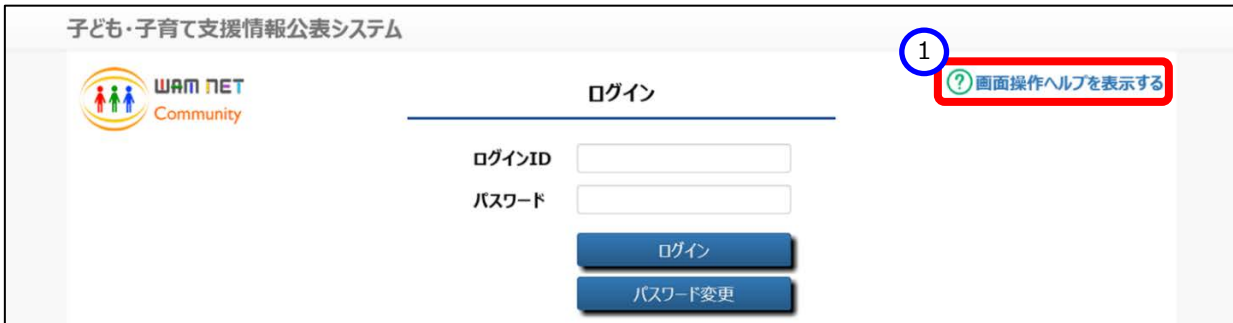 子ども・子育て支援情報公表システム
1
WAM NET
Community
ログイン
?画面操作ヘルプを表示する
ログインID
パスワード
ログイン
パスワード変更